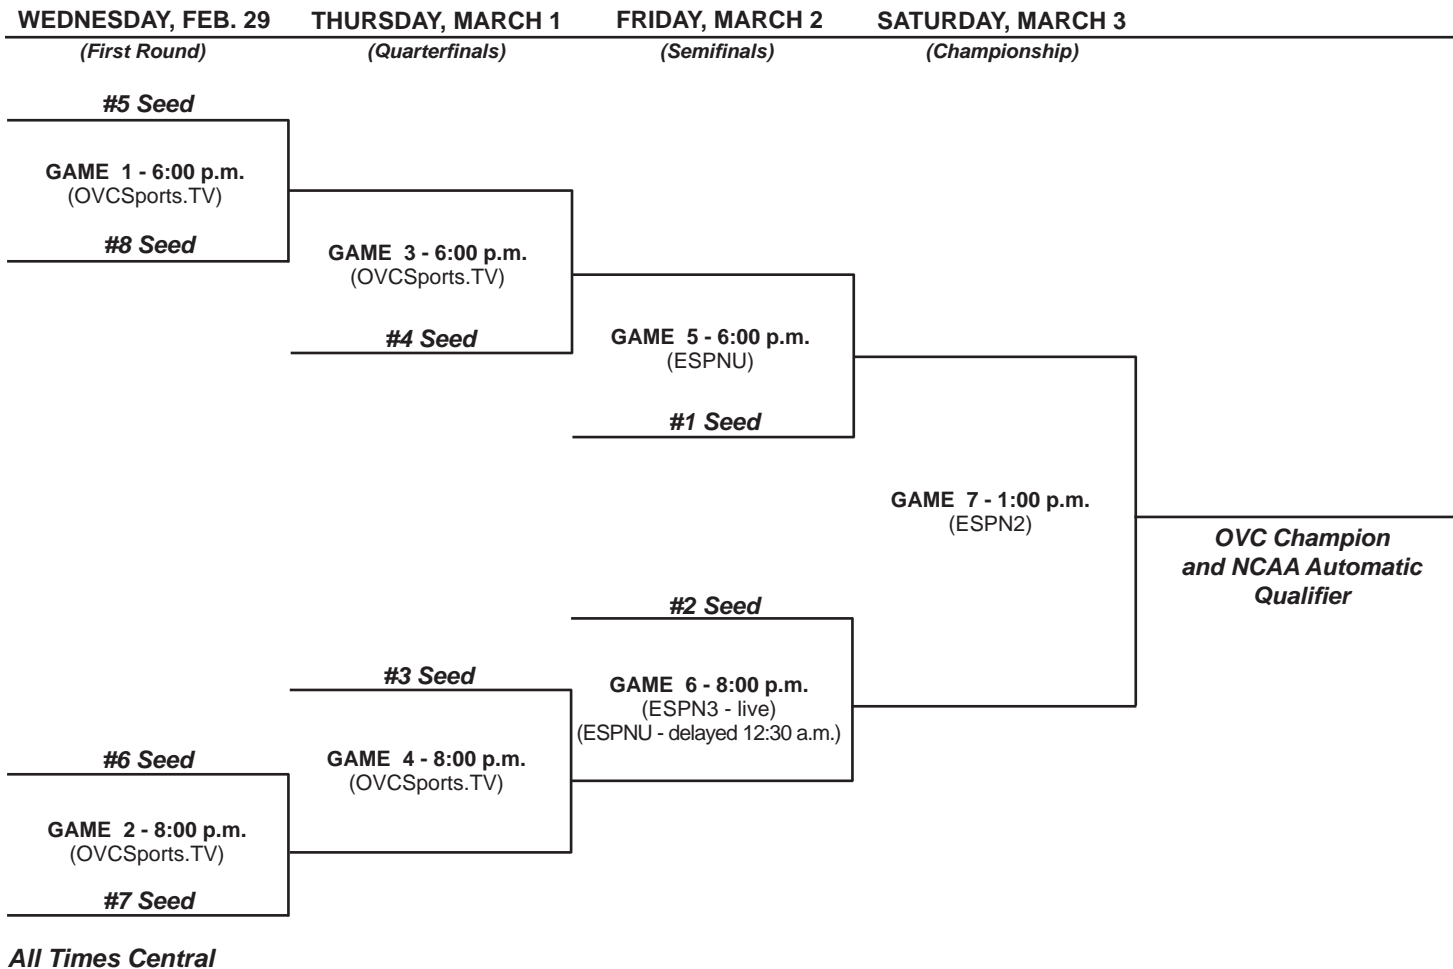 WEDNESDAY, FEB. 29
(First Round)
THURSDAY, MARCH 1
(Quarterfinals)
FRIDAY, MARCH 2
(Semifinals)
SATURDAY, MARCH 3
(Championship)
#5 Seed
GAME 1 - 6:00 p.m.
(OVCSports.TV)
#8 Seed
#6 Seed
GAME 2 - 8:00 p.m.
(OVCSports.TV)
#7 Seed
GAME 3 - 6:00 p.m.
(OVCSports.TV)
#4 Seed
#3 Seed
GAME 4 - 8:00 p.m.
(OVCSports.TV)
GAME 5 - 6:00 p.m.
(ESPNU)
#1 Seed
#2 Seed
GAME 6 - 8:00 p.m.
(ESPN3 - live)
(ESPNU - delayed 12:30 a.m.)
GAME 7 - 1:00 p.m.
(ESPN2)
OVC Champion
and NCAA Automatic
Qualifier
All Times Central